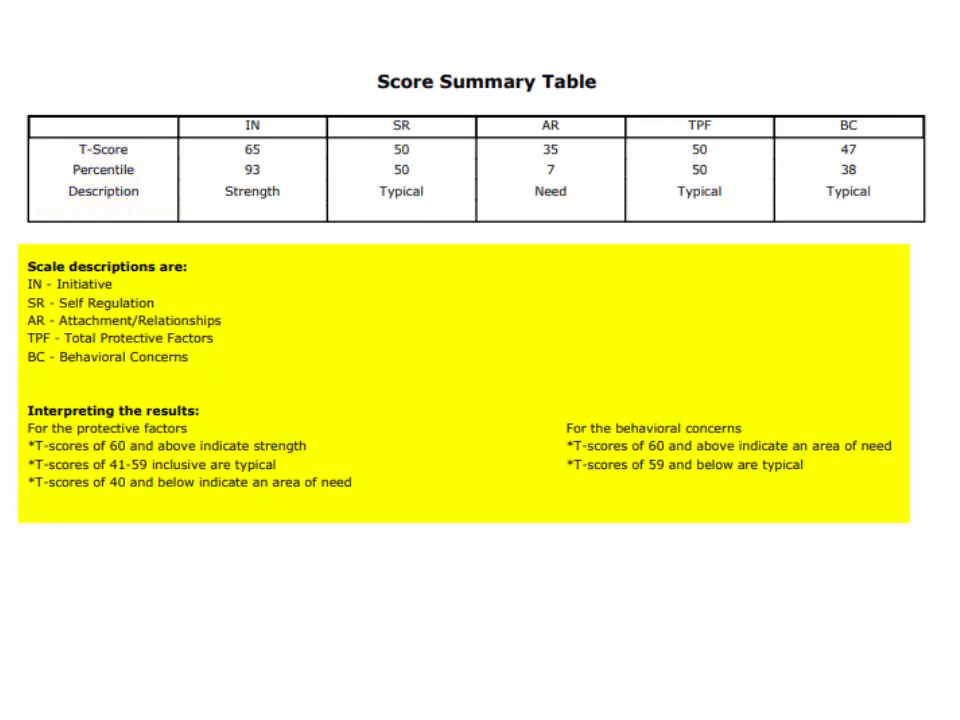 Score Summary Table
IN SR AR TPF BC
T-Score 65 50 35 50 47
Percentile 93 50 7 50 38
Description Strength Typical Need Typical Typical
Scale descriptions are:
IN - Initiative
SR - Self Regulation
AR - Attachment/Relationships
TPF - Total Protective Factors
BC - Behavioral Concerns
Interpreting the results:
For the protective factors For the behavioral concerns
*T-scores of 60 and above indicate strength *T-scores of 60 and above indicate an area of need
*T-scores of 41-59 inclusive are typical *T-scores of 59 and below are typical
*T-scores of 40 and below indicate an area of need